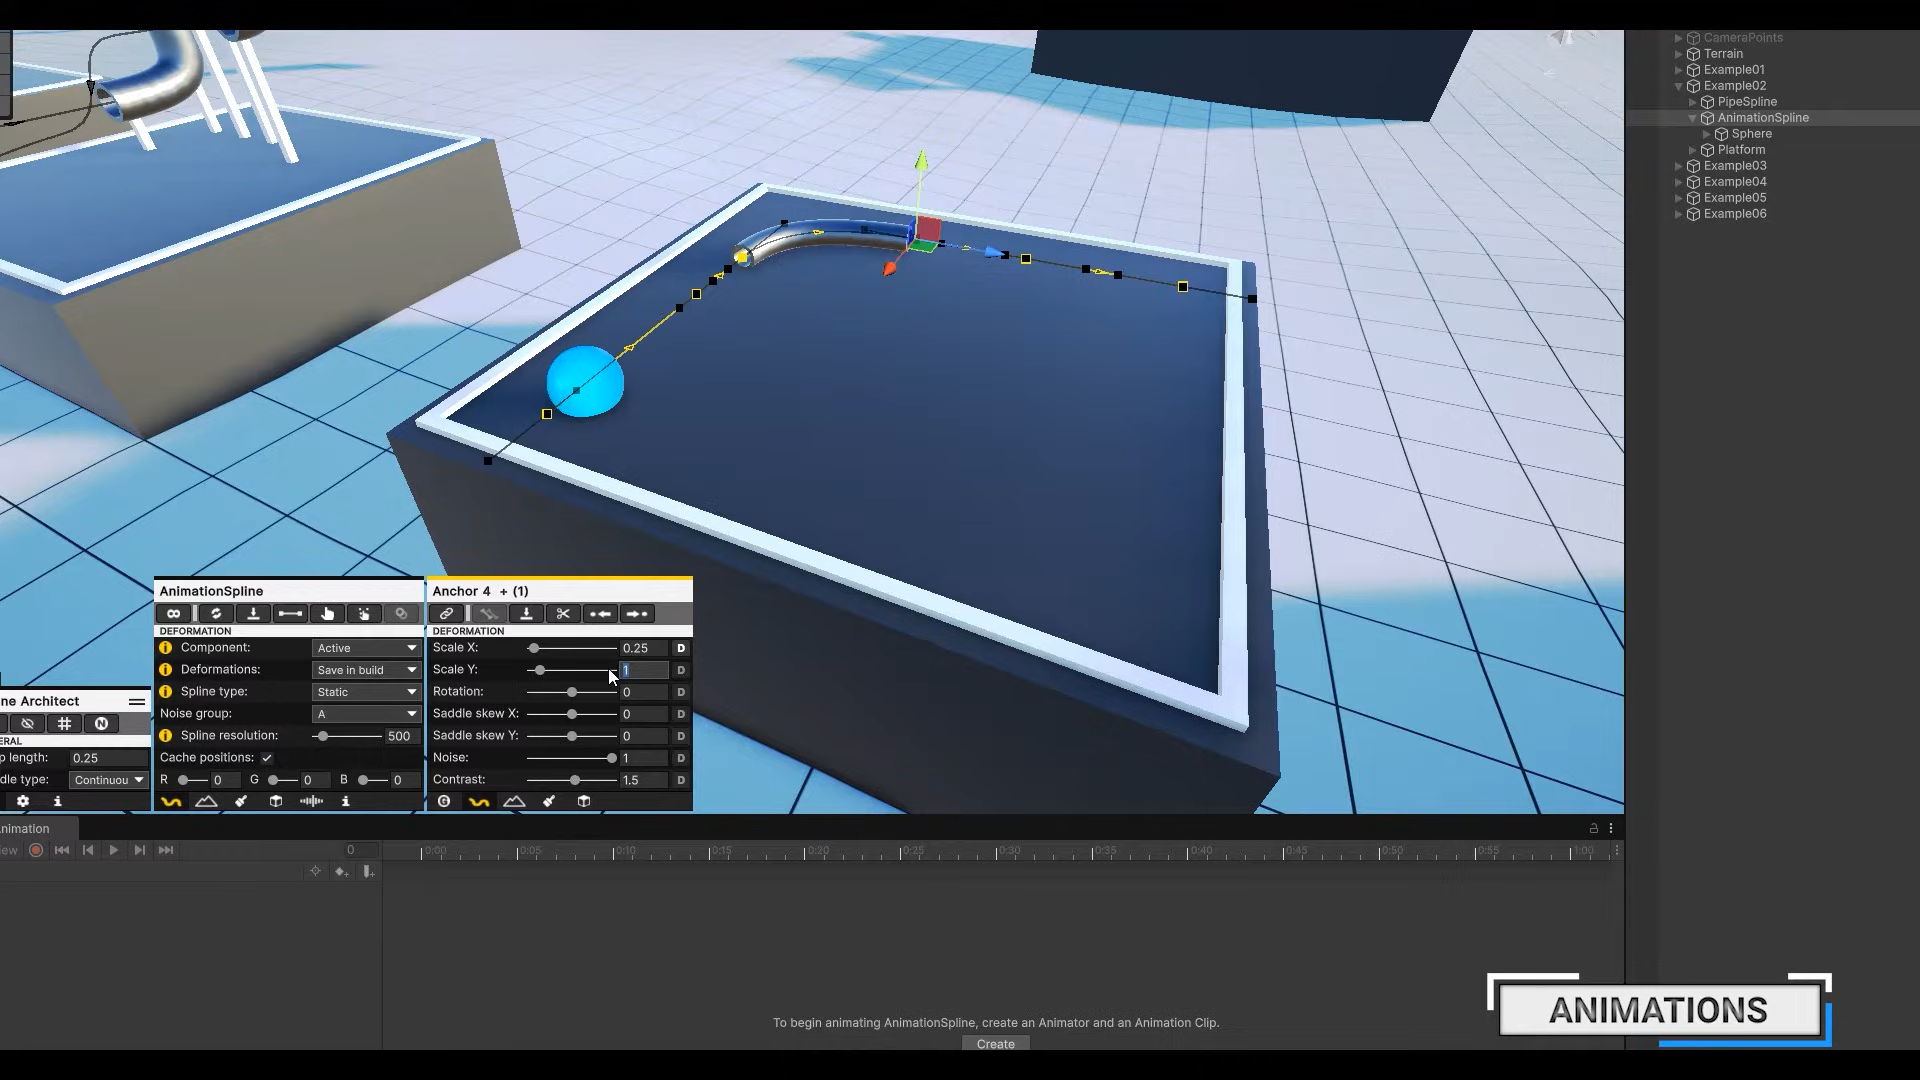 CameraPoints
Terrain
Example01
Example02
PipeSpline
AnimationSpline
Sphere
Platform
Example03
Example04
Example05
Example06
ne Architect
N
ERAL
p length: 0.25
dle type: Continuou
AnimationSpline
DEFORMATION
Component: Active
Deformations: Save in build
Spline type: Static
Noise group: A
Spline resolution: 500
Cache positions:
R 0 G 0 B 0
Anchor 4 + (1)
DEFORMATION
Scale X: 0.25 D
Scale Y: 1 D
Rotation: 0 D
Saddle skew X: 0 D
Saddle skew Y: 0 D
Noise: 1 D
Contrast: 1.5 D
nimation
ew 0
0:00 0:05 0:10 0:15 0:20 0:25 0:30 0:35 0:40 0:45 0:50 0:55 1:00
To begin animating AnimationSpline, create an Animator and an Animation Clip.
Create
ANIMATIONS